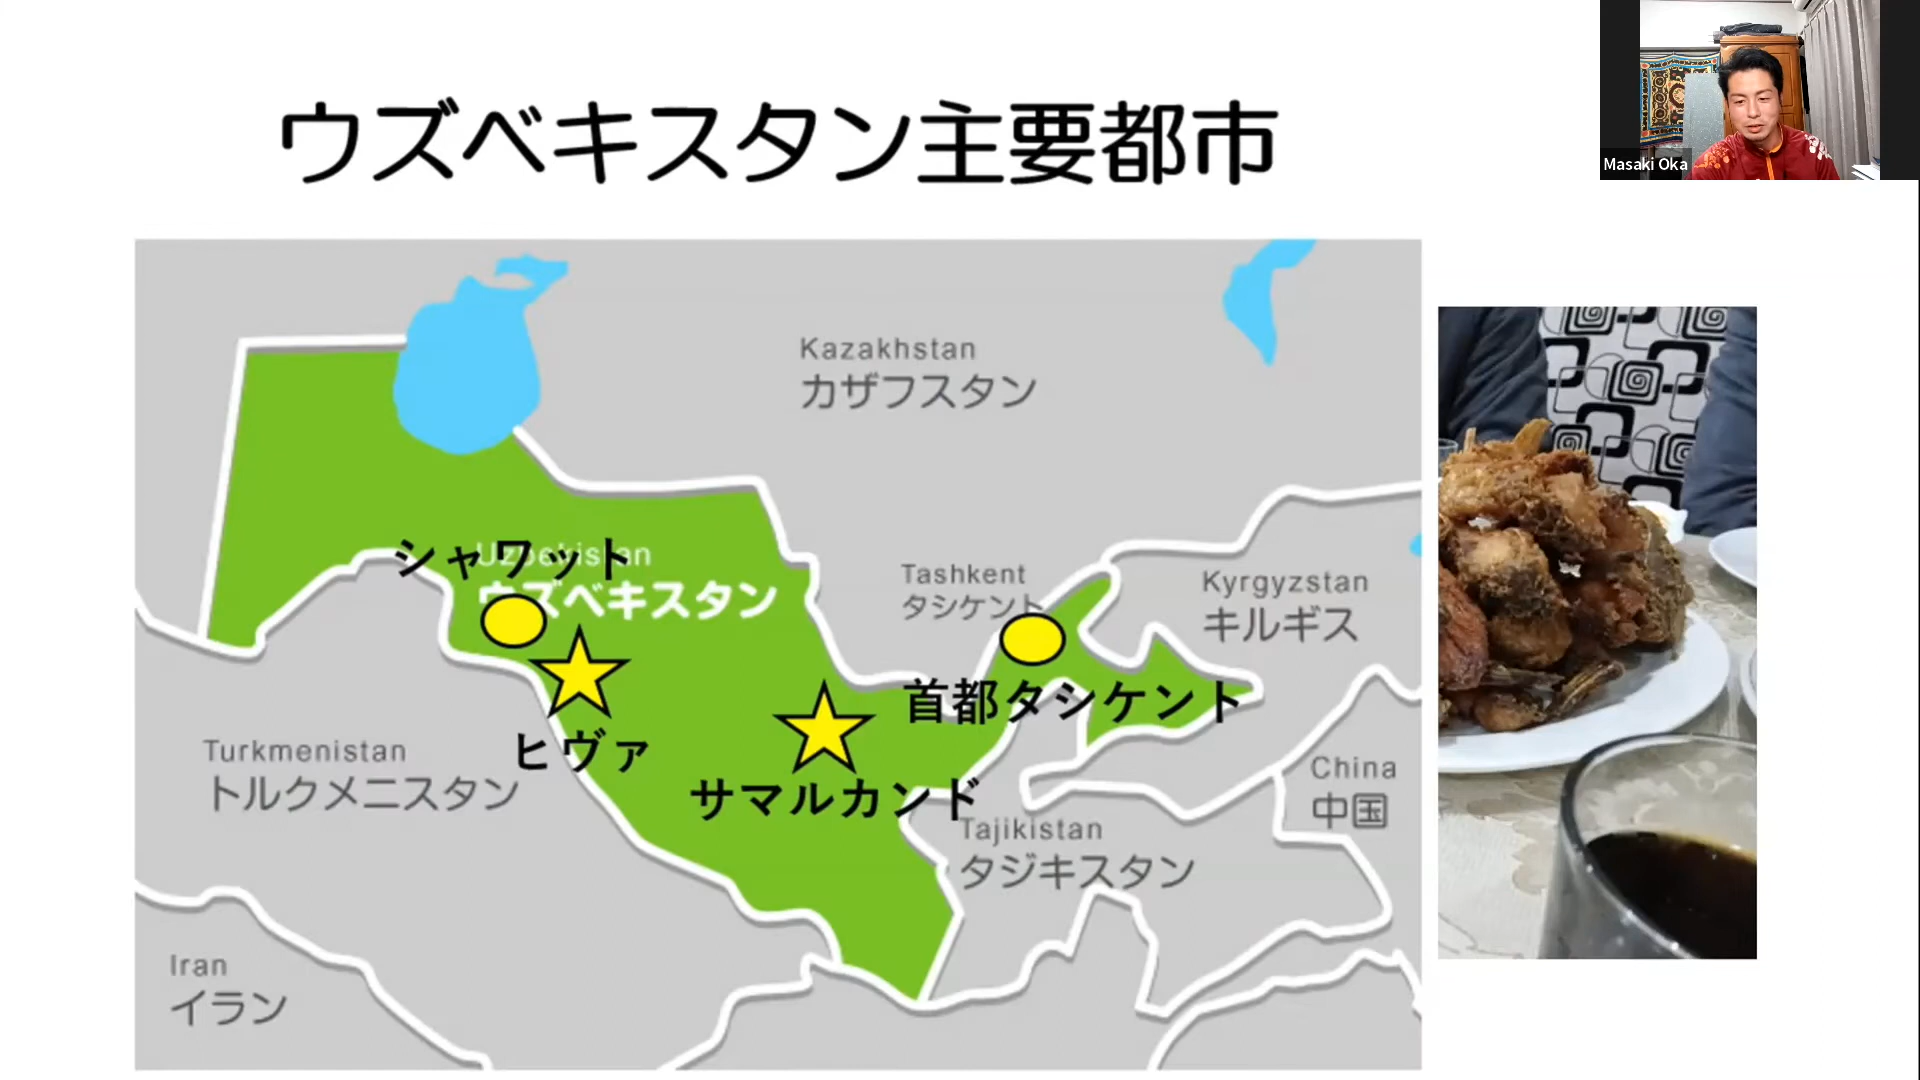 ウズベキスタン主要都市
Masaki Oka
Kazakhstan
カザフスタン
シャワット
Uzbekistan
ウズベキスタン
Tashkent
タシケント
Kyrgyzstan
キルギス
首都タシケント
ヒヴァ
サマルカンド
Turkmenistan
トルクメニスタン
China
中国
Tajikistan
タジキスタン
Iran
イラン